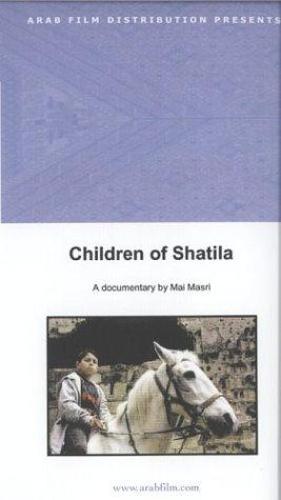 ARAB FILM DISTRIBUTION PRESENTS
Children of Shatila
A documentary by Mai Masri
www.arabfilm.com